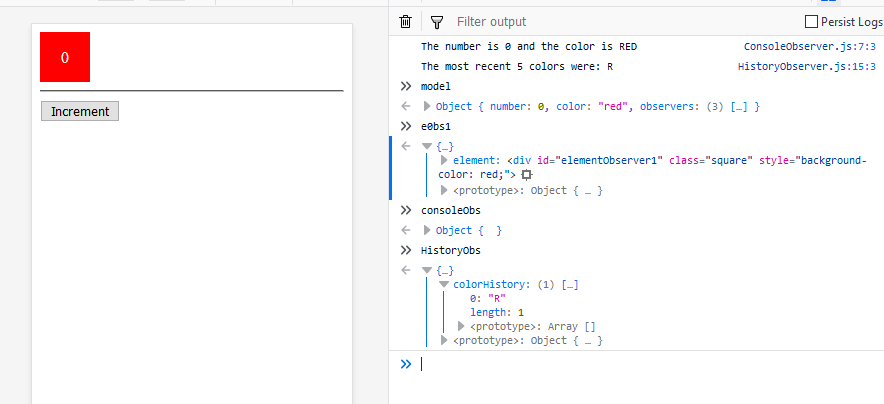 Filter output
Persist Logs
0
Increment
The number is 0 and the color is RED ConsoleObserver.js:7:3
The most recent 5 colors were: R HistoryObserver.js:15:3
model
Object { number: 0, color: "red", observers: (3) […] }
eObs1
{…}
element: <div id="elementObserver1" class="square" style="background-
color: red;">
<prototype>: Object { … }
consoleObs
Object {  }
HistoryObs
{…}
colorHistory: (1) […]
0: "R"
length: 1
<prototype>: Array []
<prototype>: Object { … }